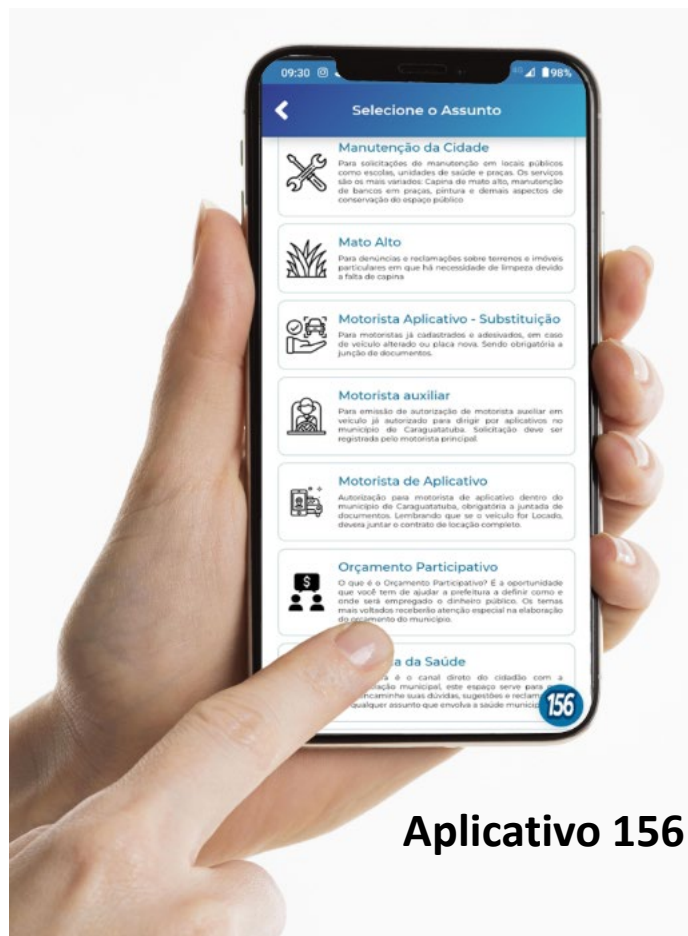 09:30
98%
Selecione o Assunto
Manutenção da Cidade
Para solicitações de manutenção em locais públicos
como escolas, unidades de saúde e praças. Os serviços
são os mais variados: Capina de mato alto, manutenção
de bancos em praças, pintura e demais aspectos de
conservação do espaço público
Mato Alto
Para denúncias e reclamações sobre terrenos e imóveis
particulares em que há necessidade de limpeza devido
a falta de capina
Motorista Aplicativo - Substituição
Para motoristas já cadastrados e adesivados, em caso
de veículo alterado ou placa nova. Sendo obrigatória a
junção de documentos.
Motorista auxiliar
Para emissão de autorização de motorista auxiliar em
veículo já autorizado para dirigir por aplicativos no
município de Caraguatatuba. Solicitação deve ser
registrada pelo motorista principal.
Motorista de Aplicativo
Autorização para motorista de aplicativo dentro do
município de Caraguatatuba, obrigatória a juntada de
documentos. Lembrando que se o veículo for Locado,
devera juntar o contrato de locação completo.
Orçamento Participativo
O que é o Orçamento Participativo? É a oportunidade
que você tem de ajudar a prefeitura a definir como e
onde será empregado o dinheiro público. Os temas
mais voltados receberão atenção especial na elaboração
do orçamento do município.
da Saúde
é o canal direto do cidadão com a
municipal, este espaço serve para
suas dúvidas, sugestões e
qualquer assunto que envolva a saúde
156
Aplicativo 156